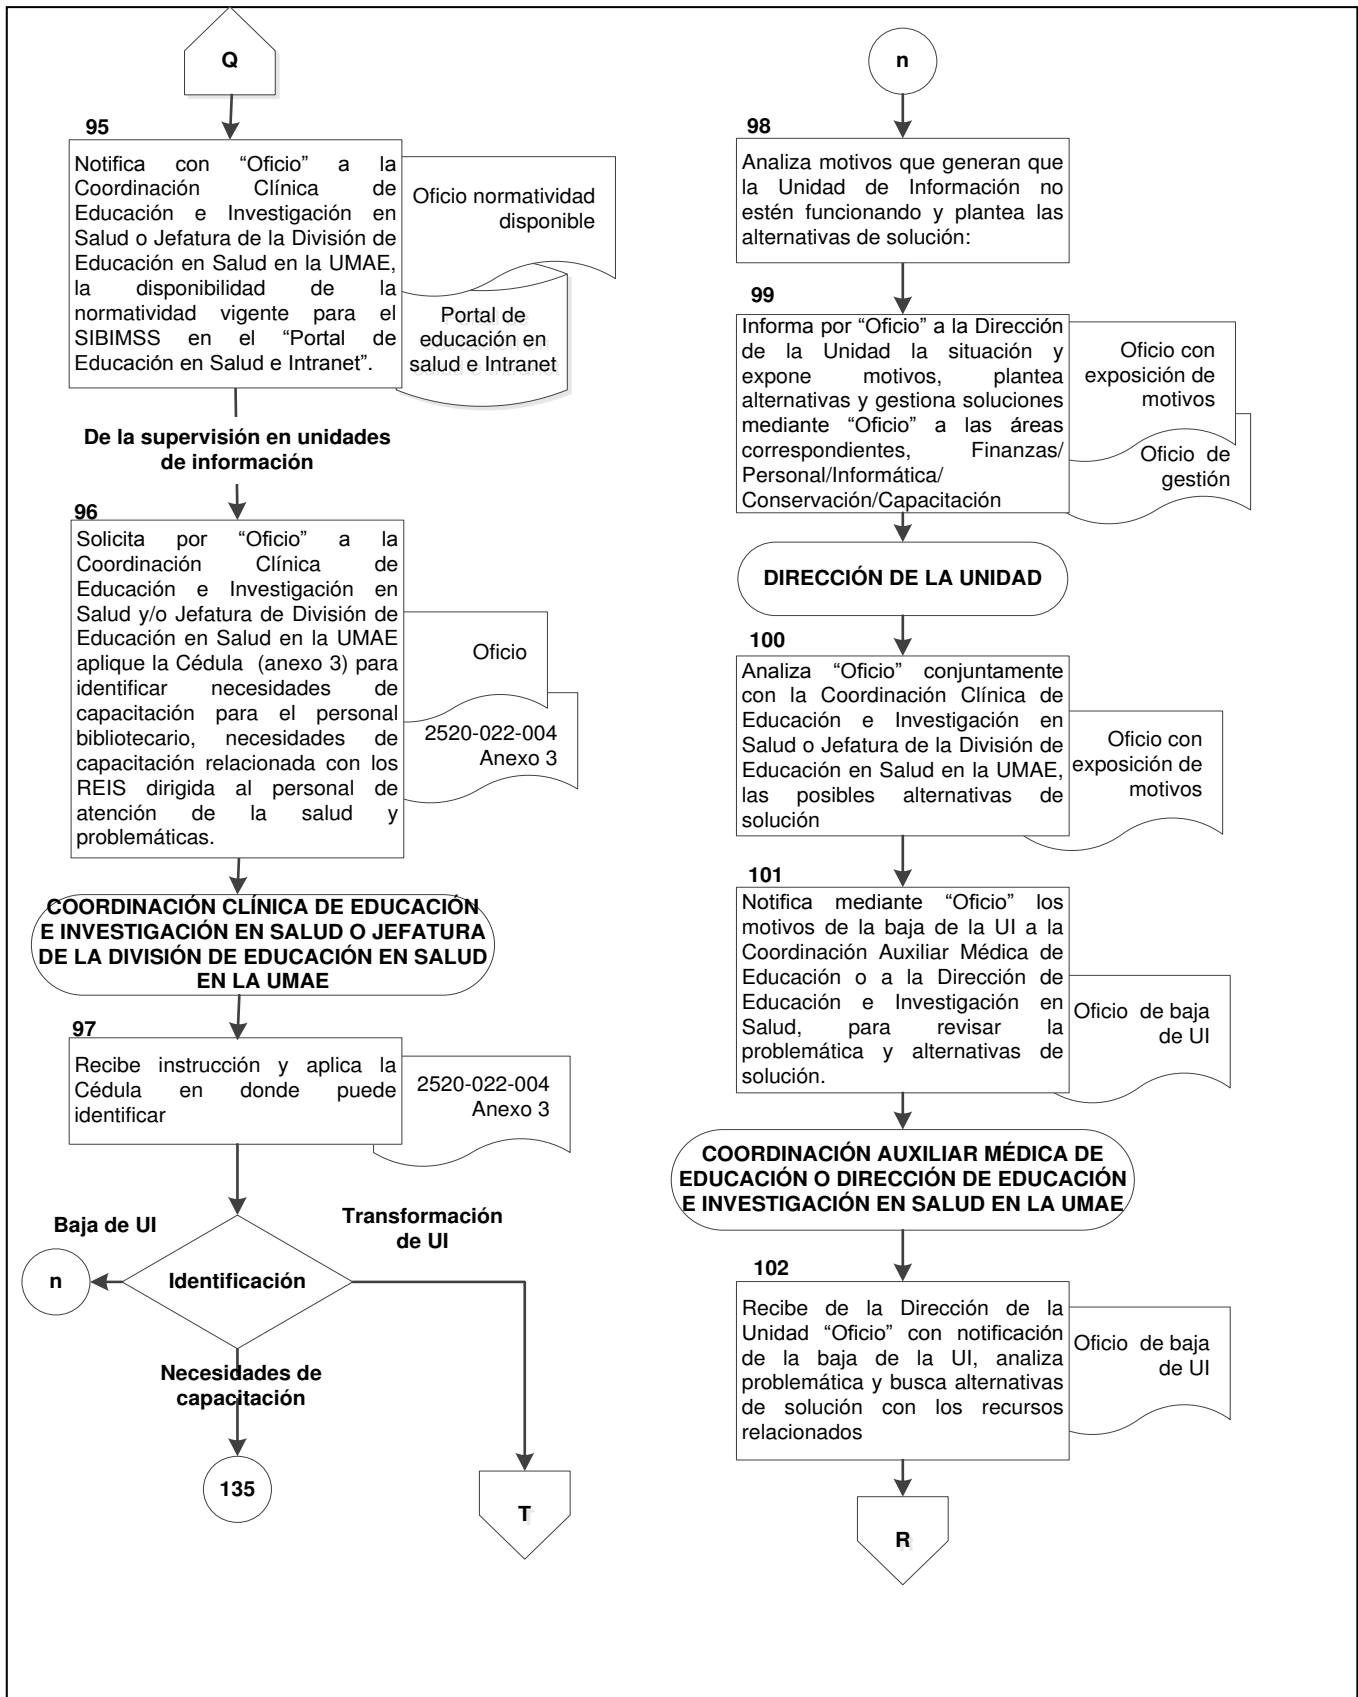 Q
95
Notifica con “Oficio” a la
Coordinación Clínica de
Educación e Investigación en
Salud o Jefatura de la División de
Educación en Salud en la UMAE,
la disponibilidad de la
normatividad vigente para el
SIBIMSS en el “Portal de
Educación en Salud e Intranet”.
Oficio normatividad
disponible
Portal de
educación en
salud e Intranet
De la supervisión en unidades
de información
96
Solicita por “Oficio” a la
Coordinación Clínica de
Educación e Investigación en
Salud y/o Jefatura de División de
Educación en Salud en la UMAE
aplique la Cédula (anexo 3) para
identificar necesidades de
capacitación para el personal
bibliotecario, necesidades de
capacitación relacionada con los
REIS dirigida al personal de
atención de la salud y
problemáticas.
Oficio
2520-022-004
Anexo 3
COORDINACIÓN CLÍNICA DE EDUCACIÓN
E INVESTIGACIÓN EN SALUD O JEFATURA
DE LA DIVISIÓN DE EDUCACIÓN EN SALUD
EN LA UMAE
97
Recibe instrucción y aplica la
Cédula en donde puede
identificar
2520-022-004
Anexo 3
Baja de UI
Transformación
de UI
n
Identificación
Necesidades de
capacitación
135
T
n
98
Analiza motivos que generan que
la Unidad de Información no
estén funcionando y plantea las
alternativas de solución:
99
Informa por “Oficio” a la Dirección
de la Unidad la situación y
expone motivos, plantea
alternativas y gestiona soluciones
mediante “Oficio” a las áreas
correspondientes, Finanzas/
Personal/Informática/
Conservación/Capacitación
Oficio con
exposición de
motivos
Oficio de
gestión
DIRECCIÓN DE LA UNIDAD
100
Analiza “Oficio” conjuntamente
con la Coordinación Clínica de
Educación e Investigación en
Salud o Jefatura de la División de
Educación en Salud en la UMAE,
las posibles alternativas de
solución
Oficio con
exposición de
motivos
101
Notifica mediante “Oficio” los
motivos de la baja de la UI a la
Coordinación Auxiliar Médica de
Educación o a la Dirección de
Educación e Investigación en
Salud, para revisar la
problemática y alternativas de
solución.
Oficio de baja
de UI
COORDINACIÓN AUXILIAR MÉDICA DE
EDUCACIÓN O DIRECCIÓN DE EDUCACIÓN
E INVESTIGACIÓN EN SALUD EN LA UMAE
102
Recibe de la Dirección de la
Unidad “Oficio” con notificación
de la baja de la UI, analiza
problemática y busca alternativas
de solución con los recursos
relacionados
Oficio de baja
de UI
R